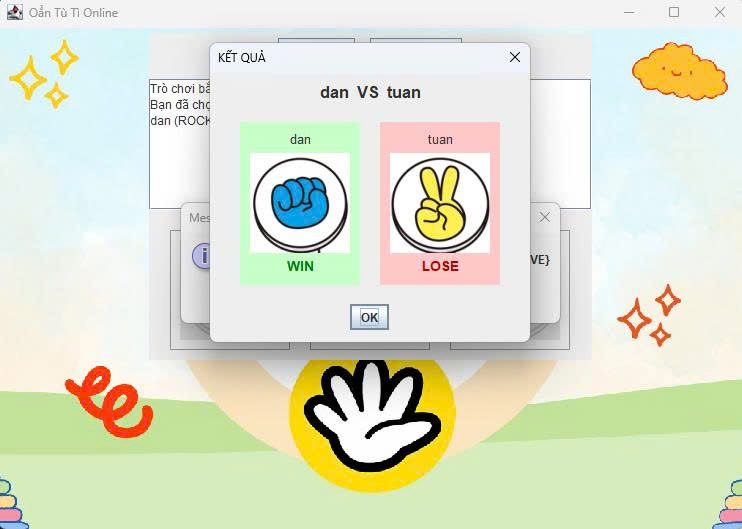 Oẳn Tù Tì Online
KẾT QUẢ
dan VS tuan
Trò chơi bắ
Bạn đã chọ
dan (ROCK
dan
tuan
Mes
VE}
WIN
LOSE
OK